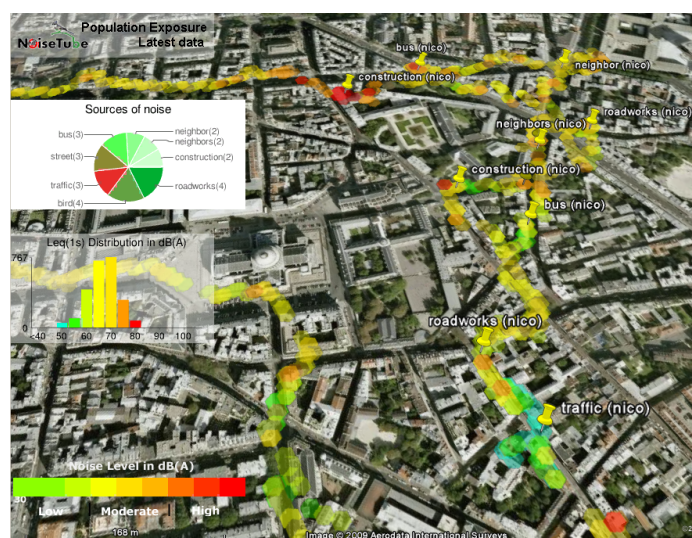 NoiseTube
Population Exposure
Latest data
bus (nico)
neighbor (nico)
construction (nico)
Sources of noise
bus(3)
neighbor(2)
neighbors(2)
street(3)
construction(2)
traffic(3)
roadworks(4)
bird(4)
roadworks (nico)
neighbors (nico)
construction (nico)
bus (nico)
Leq(1s) Distribution in dB(A)
767
0
<40 50 60 70 80 90 100
roadworks (nico)
traffic (nico)
Noise Level in dB(A)
30
Low Moderate High
168 m
Image © 2009 Aerodata International Surveys